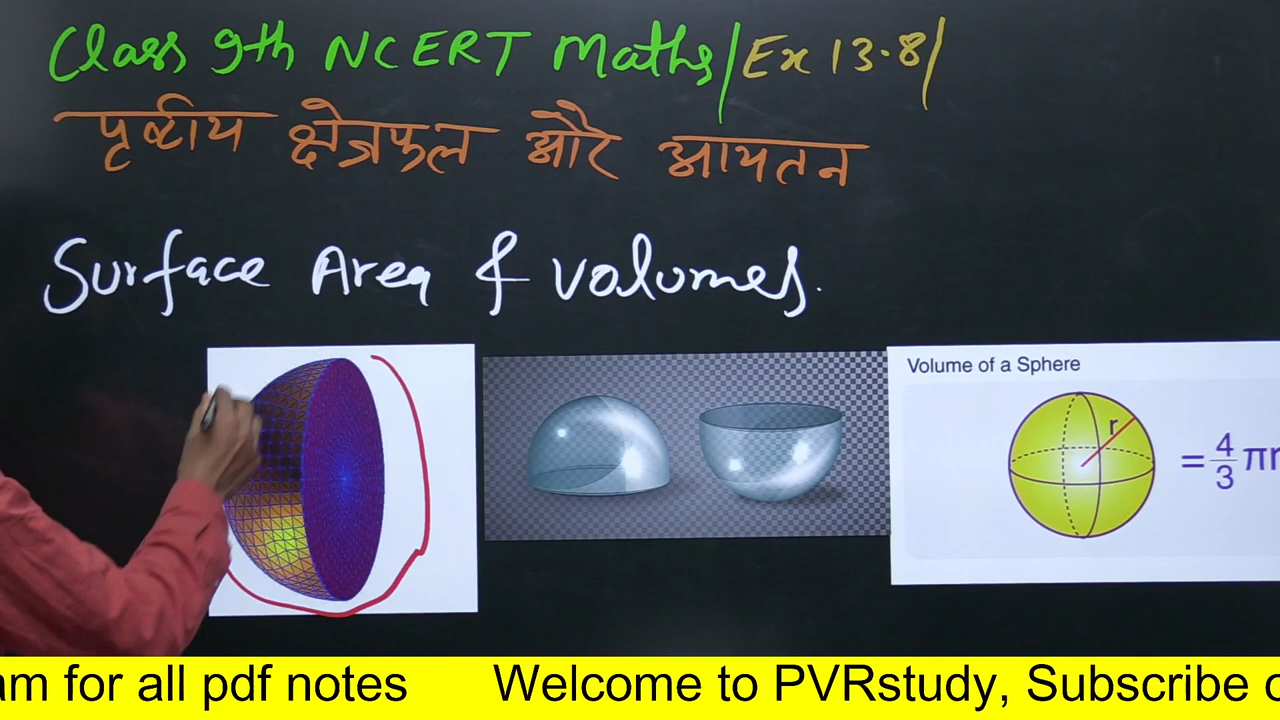 Class 9th NCERT Maths/Ex 13.8/
पृष्टीय क्षेत्रफल और आयतन
Surface Area & volumes.
Volume of a Sphere
r
= 4/3 πr
am for all pdf notes Welcome to PVRstudy, Subscribe